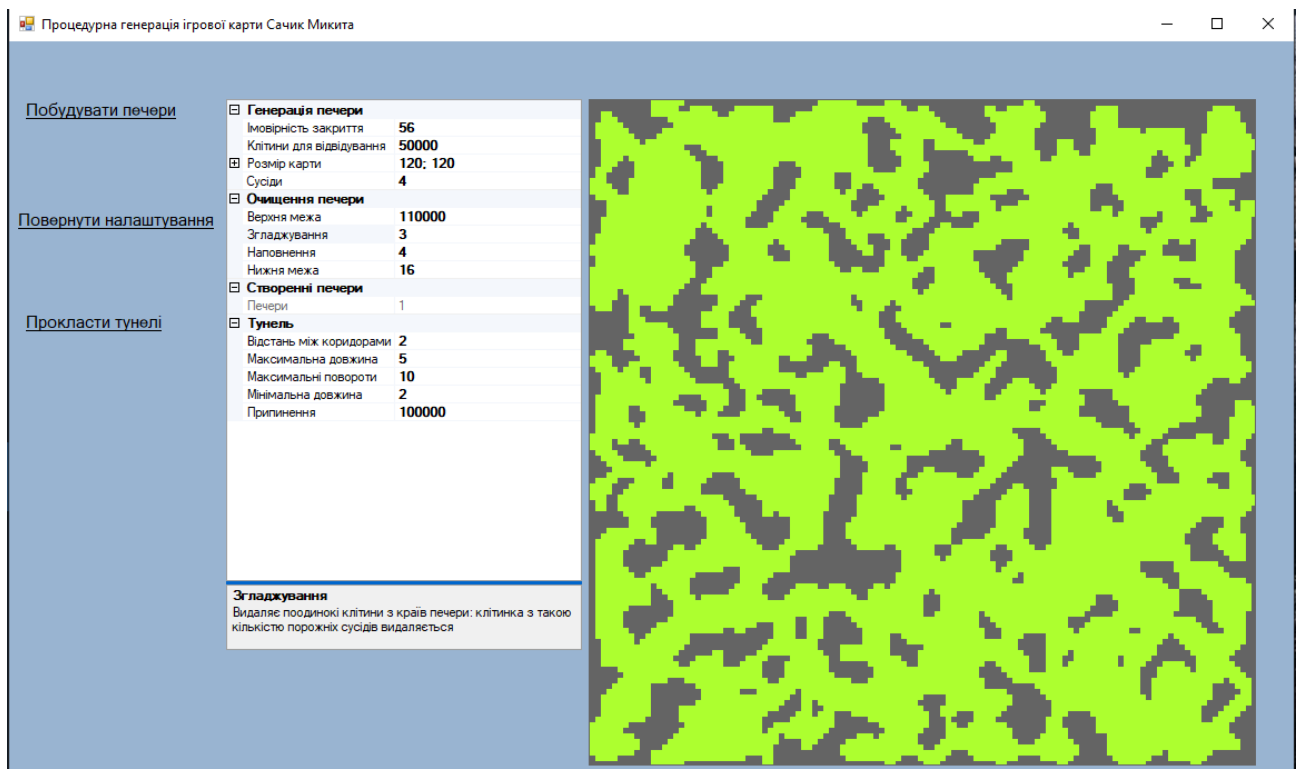 Процедурна генерація ігрової карти Сачик Микита
Побудувати печери
Повернути налаштування
Прокласти тунелі
Генерація печери
Імовірність закриття 56
Клітини для відвідування 50000
Розмір карти 120; 120
Сусіди 4
Очищення печери
Верхня межа 110000
Згладжування 3
Наповнення 4
Нижня межа 16
Створенні печери
Печери 1
Тунель
Відстань між коридорами 2
Максимальна довжина 5
Максимальні повороти 10
Мінімальна довжина 2
Припинення 100000
Згладжування
Видаляє поодинокі клітини з країв печери: клітинка з такою
кількістю порожніх сусідів видаляється